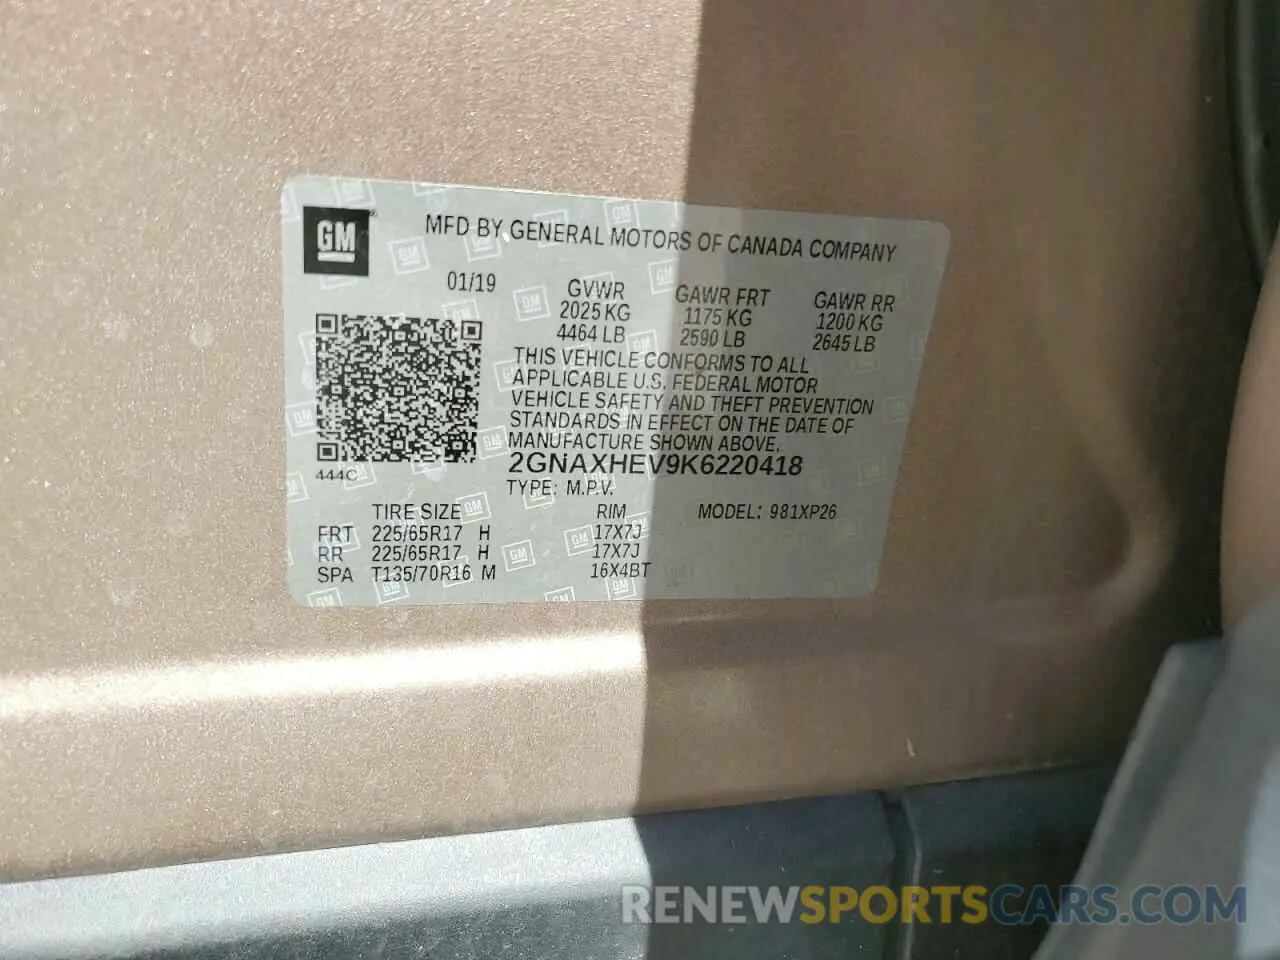 GM
MFD BY GENERAL MOTORS OF CANADA COMPANY
01/19 GVWR GAWR FRT GAWR RR
2025 KG 1175 KG 1200 KG
4464 LB 2590 LB 2645 LB
THIS VEHICLE CONFORMS TO ALL
APPLICABLE U.S. FEDERAL MOTOR
VEHICLE SAFETY AND THEFT PREVENTION
STANDARDS IN EFFECT ON THE DATE OF
MANUFACTURE SHOWN ABOVE.
444C 2GNAXHEV9K6220418
TYPE: M.P.V.
TIRE SIZE RIM MODEL: 981XP26
FRT 225/65R17 H 17X7J
RR 225/65R17 H 17X7J
SPA T135/70R16 M 16X4BT
RENEWSPORTSCARS.COM